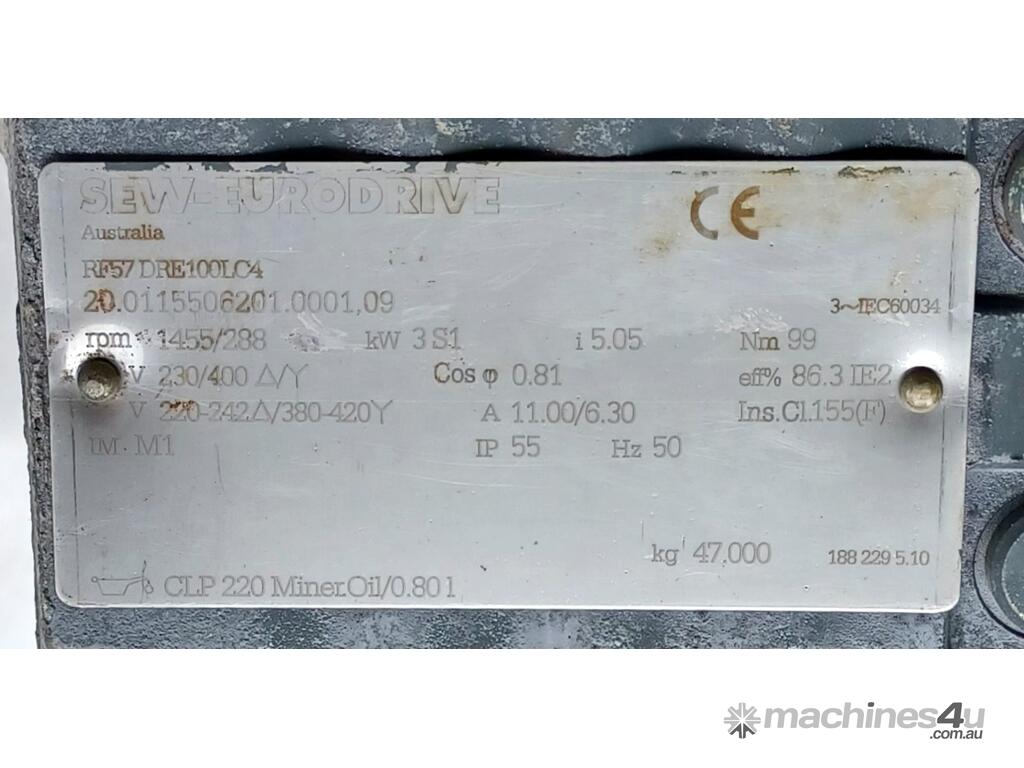 SEW-EURODRIVE
CE
Australia
RF57 DRE100LC4
20.0115506201.0001,09
3~IEC60034
rpm 1455/288 kW 3 S1 i 5.05 Nm 99
V 230/400 △/Y Cos φ 0.81 eff% 86.3 IE2
V 220-242△/380-420Y A 11.00/6.30 Ins.Cl.155(F)
IM M1 IP 55 Hz 50
kg 47.000 188 229 5.10
CLP 220 Miner.Oil/0.80 l
machines4u
.com.au